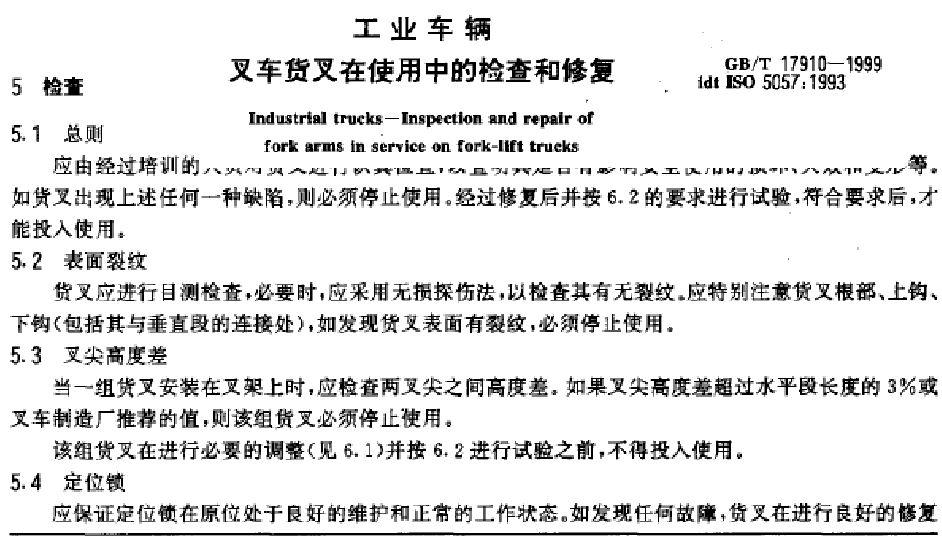 工业车辆
叉车货叉在使用中的检查和修复
GB/T 17910—1999
idt ISO 5057:1993
Industrial trucks—Inspection and repair of
fork arms in service on fork-lift trucks
5 检查
5.1 总则
应由经过培训的 等。
如货叉出现上述任何一种缺陷,则必须停止使用。经过修复后并按6.2的要求进行试验,符合要求后,才
能投入使用。
5.2 表面裂纹
货叉应进行目测检查,必要时,应采用无损探伤法,以检查其有无裂纹。应特别注意货叉根部、上钩、
下钩(包括其与垂直段的连接处),如发现货叉表面有裂纹,必须停止使用。
5.3 叉尖高度差
当一组货叉安装在叉架上时,应检查两叉尖之间高度差。如果叉尖高度差超过水平段长度的3%或
叉车制造厂推荐的值,则该组货叉必须停止使用。
该组货叉在进行必要的调整(见6.1)并按6.2进行试验之前,不得投入使用。
5.4 定位锁
应保证定位锁在原位处于良好的维护和正常的工作状态。如发现任何故障,货叉在进行良好的修复